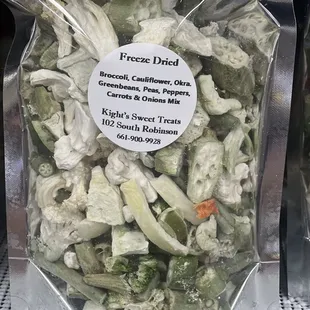 Freeze Dried
Broccoli, Cauliflower, Okra.
Greenbeans, Peas, Peppers,
Carrots & Onions Mix
Kight's Sweet Treats
102 South Robinson
661-900-9928